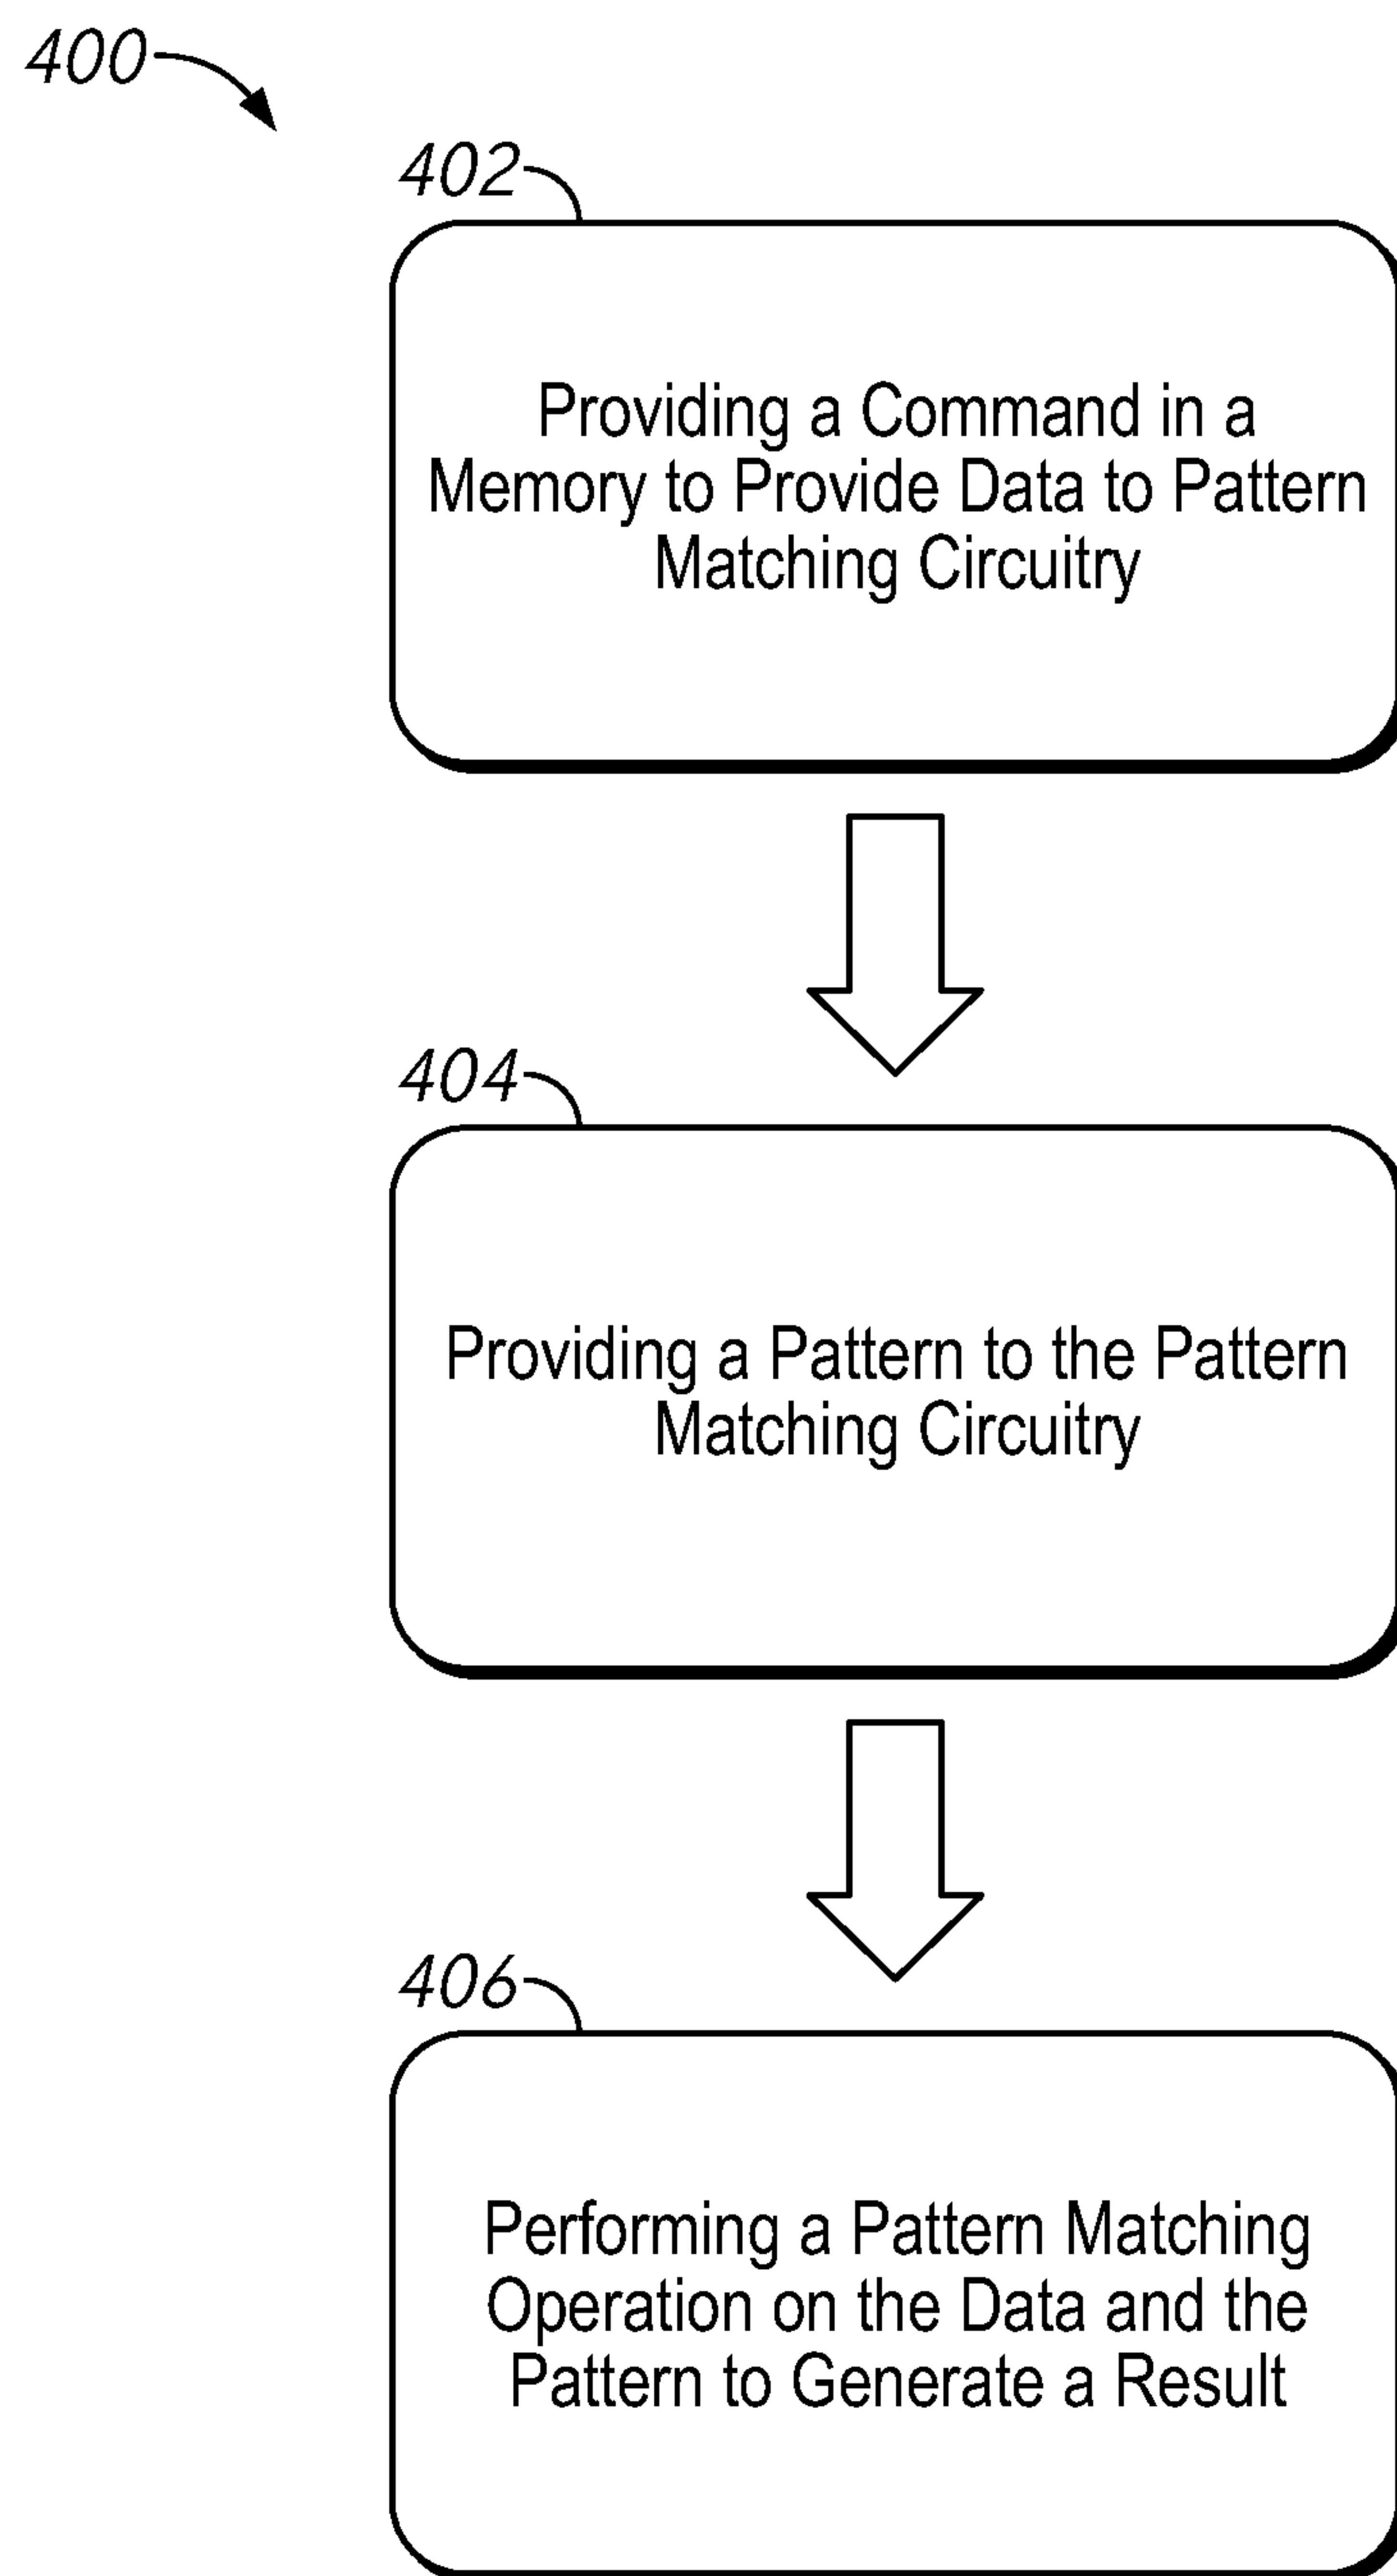 400
402
Providing a Command in a
Memory to Provide Data to Pattern
Matching Circuitry
404
Providing a Pattern to the Pattern
Matching Circuitry
406
Performing a Pattern Matching
Operation on the Data and the
Pattern to Generate a Result